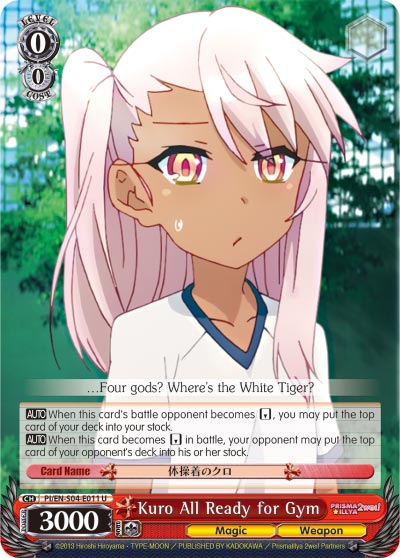 LEVEL
0
0
COST
…Four gods? Where's the White Tiger?
AUTO When this card's battle opponent becomes , you may put the top
card of your deck into your stock.
AUTO When this card becomes in battle, your opponent may put the top
card of your opponent's deck into his or her stock.
Card Name
体操着のクロ
CH PI/EN-S04-E011 U
POWER
3000
SOUL
Kuro All Ready for Gym
PRISMA ILLYA 2wei!
Magic
Weapon
©2013 Hiroshi Hiroyama・TYPE-MOON / PUBLISHED BY KADOKAWA / Prismaillya 2wei! Partners